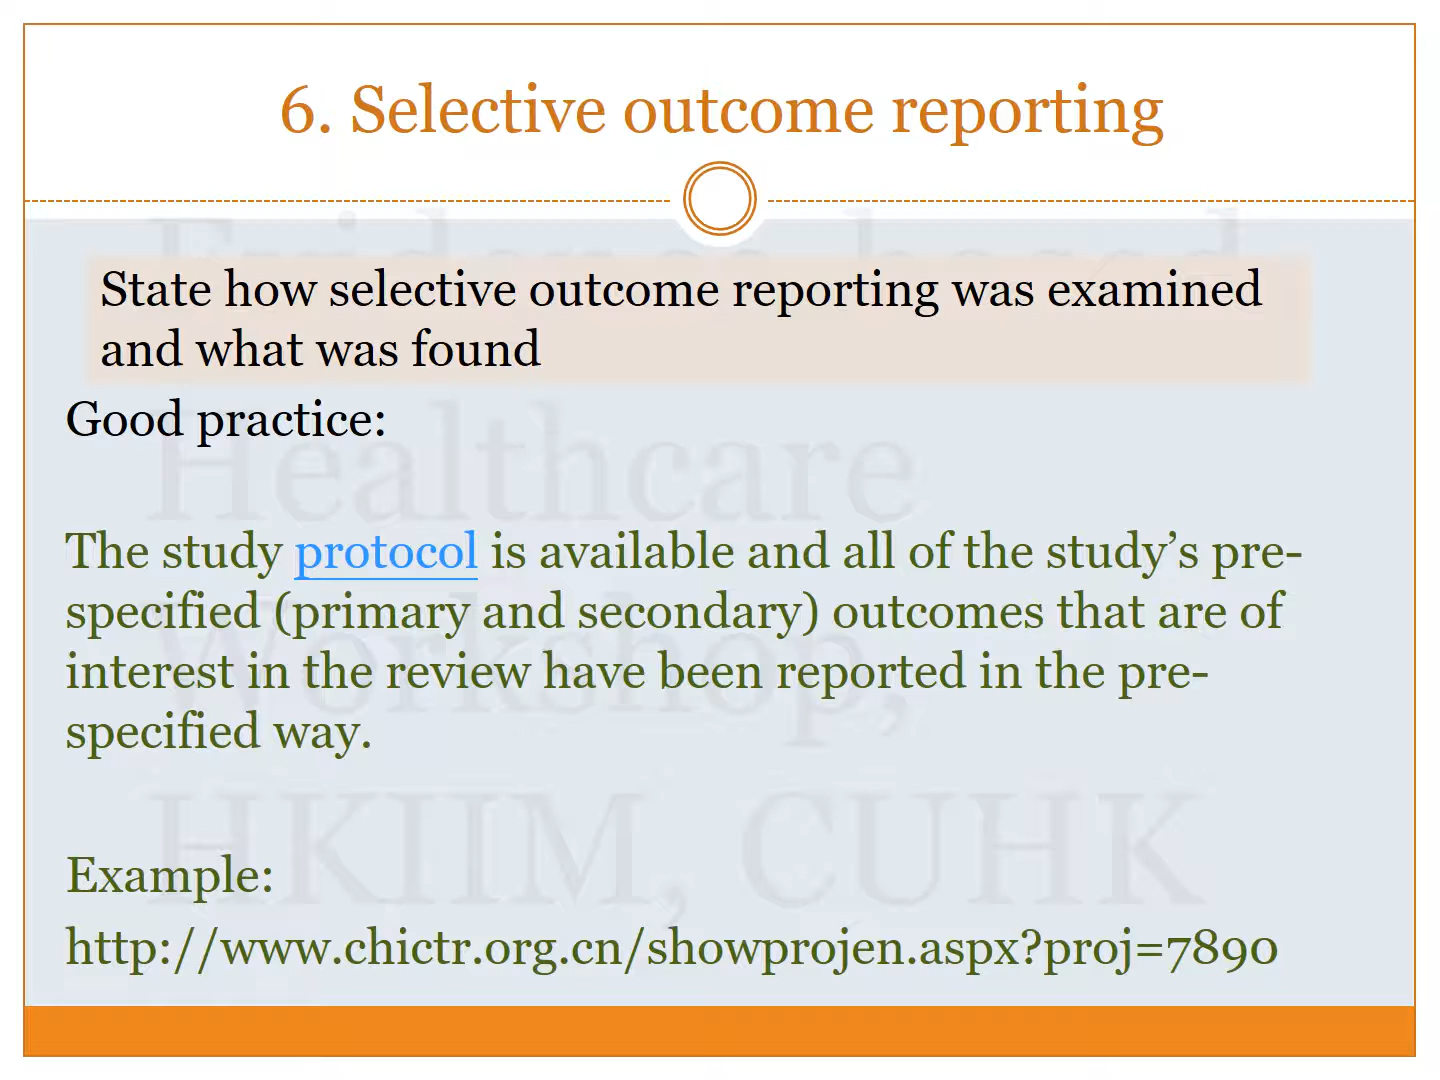 6. Selective outcome reporting
State how selective outcome reporting was examined
and what was found
Good practice:
The study protocol is available and all of the study’s pre-
specified (primary and secondary) outcomes that are of
interest in the review have been reported in the pre-
specified way.
Example:
http://www.chictr.org.cn/showprojen.aspx?proj=7890
Evidence-based
Healthcare
Workshop,
HKIIM, CUHK